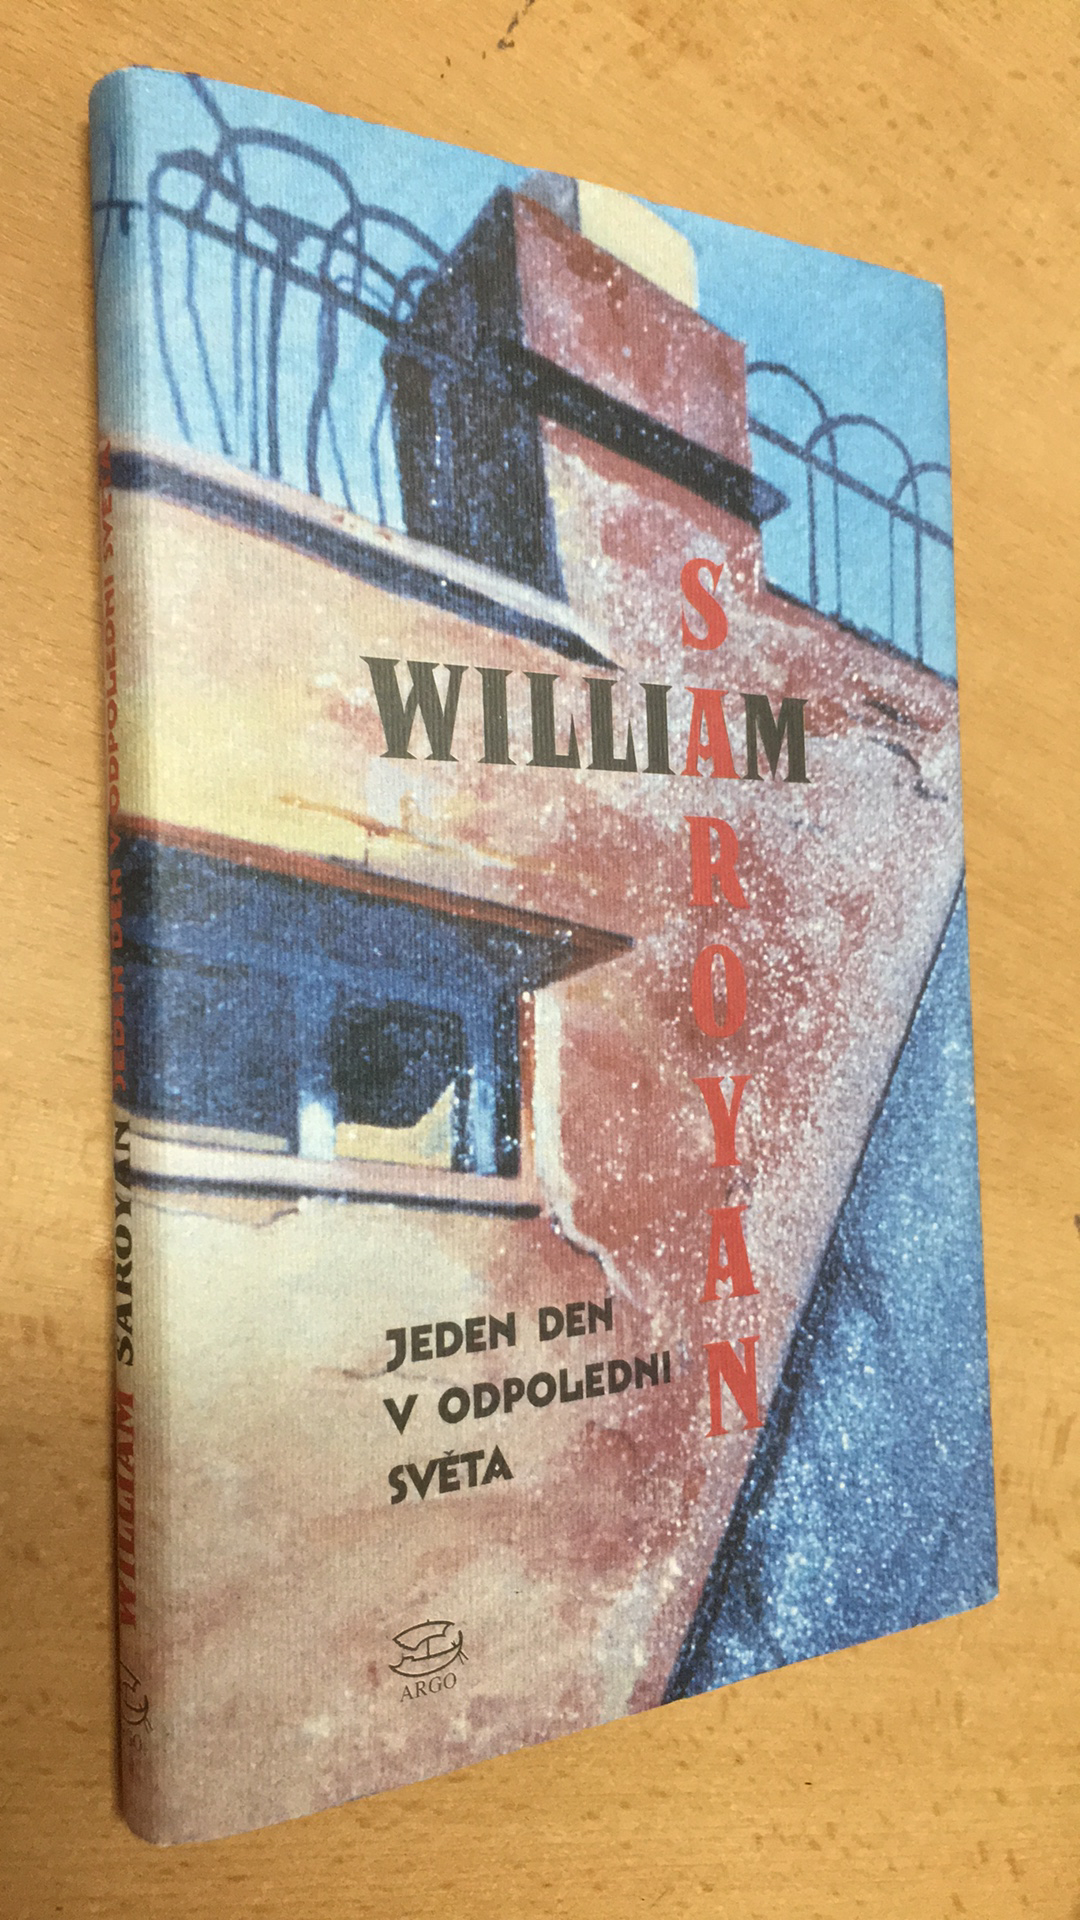 WILLIAM
SAROYAN
JEDEN DEN
V ODPOLEDNI
SVĚTA
ARGO
WILLIAM SAROYAN JEDEN DEN V ODPOLEDNI SVĚTA